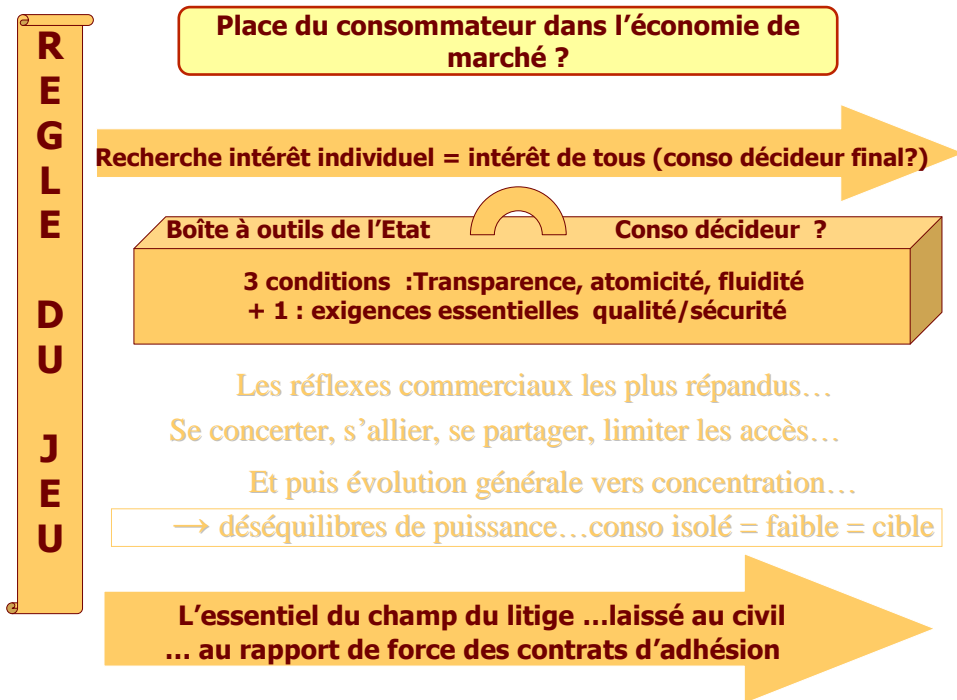 REGLE DU JEU
Place du consommateur dans l’économie de
marché ?
Recherche intérêt individuel = intérêt de tous (conso décideur final?)
Boîte à outils de l’Etat Conso décideur ?
3 conditions :Transparence, atomicité, fluidité
+ 1 : exigences essentielles qualité/sécurité
Les réflexes commerciaux les plus répandus…
Se concerter, s’allier, se partager, limiter les accès…
Et puis évolution générale vers concentration…
→ déséquilibres de puissance…conso isolé = faible = cible
L’essentiel du champ du litige …laissé au civil
… au rapport de force des contrats d’adhésion